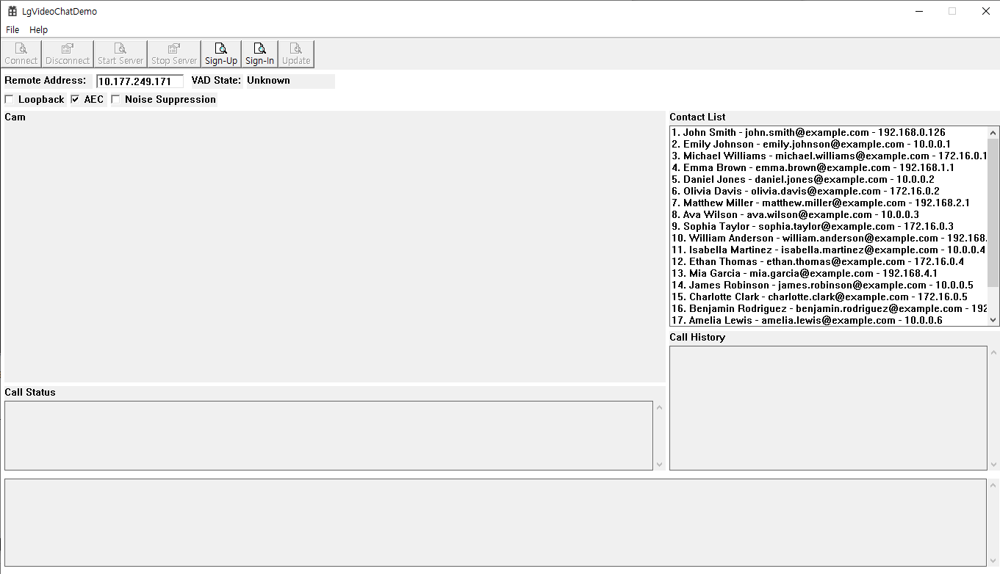 LgVideoChatDemo
File Help
Connect Disconnect Start Server Stop Server Sign-Up Sign-In Update
Remote Address: 10.177.249.171 VAD State: Unknown
Loopback AEC Noise Suppression
Cam
Contact List
1. John Smith - john.smith@example.com - 192.168.0.126
2. Emily Johnson - emily.johnson@example.com - 10.0.0.1
3. Michael Williams - michael.williams@example.com - 172.16.0.1
4. Emma Brown - emma.brown@example.com - 192.168.1.1
5. Daniel Jones - daniel.jones@example.com - 10.0.0.2
6. Olivia Davis - olivia.davis@example.com - 172.16.0.2
7. Matthew Miller - matthew.miller@example.com - 192.168.2.1
8. Ava Wilson - ava.wilson@example.com - 10.0.0.3
9. Sophia Taylor - sophia.taylor@example.com - 172.16.0.3
10. William Anderson - william.anderson@example.com - 192.168.
11. Isabella Martinez - isabella.martinez@example.com - 10.0.0.4
12. Ethan Thomas - ethan.thomas@example.com - 172.16.0.4
13. Mia Garcia - mia.garcia@example.com - 192.168.4.1
14. James Robinson - james.robinson@example.com - 10.0.0.5
15. Charlotte Clark - charlotte.clark@example.com - 172.16.0.5
16. Benjamin Rodriguez - benjamin.rodriguez@example.com - 192
17. Amelia Lewis - amelia.lewis@example.com - 10.0.0.6
Call History
Call Status